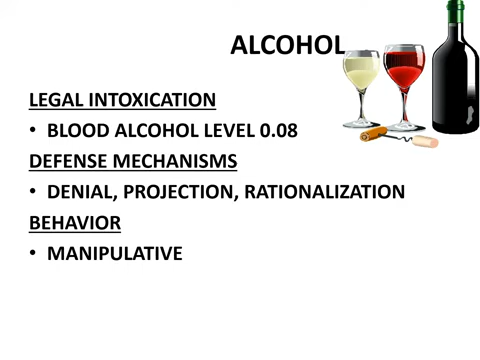 ALCOHOL
LEGAL INTOXICATION
• BLOOD ALCOHOL LEVEL 0.08
DEFENSE MECHANISMS
• DENIAL, PROJECTION, RATIONALIZATION
BEHAVIOR
• MANIPULATIVE